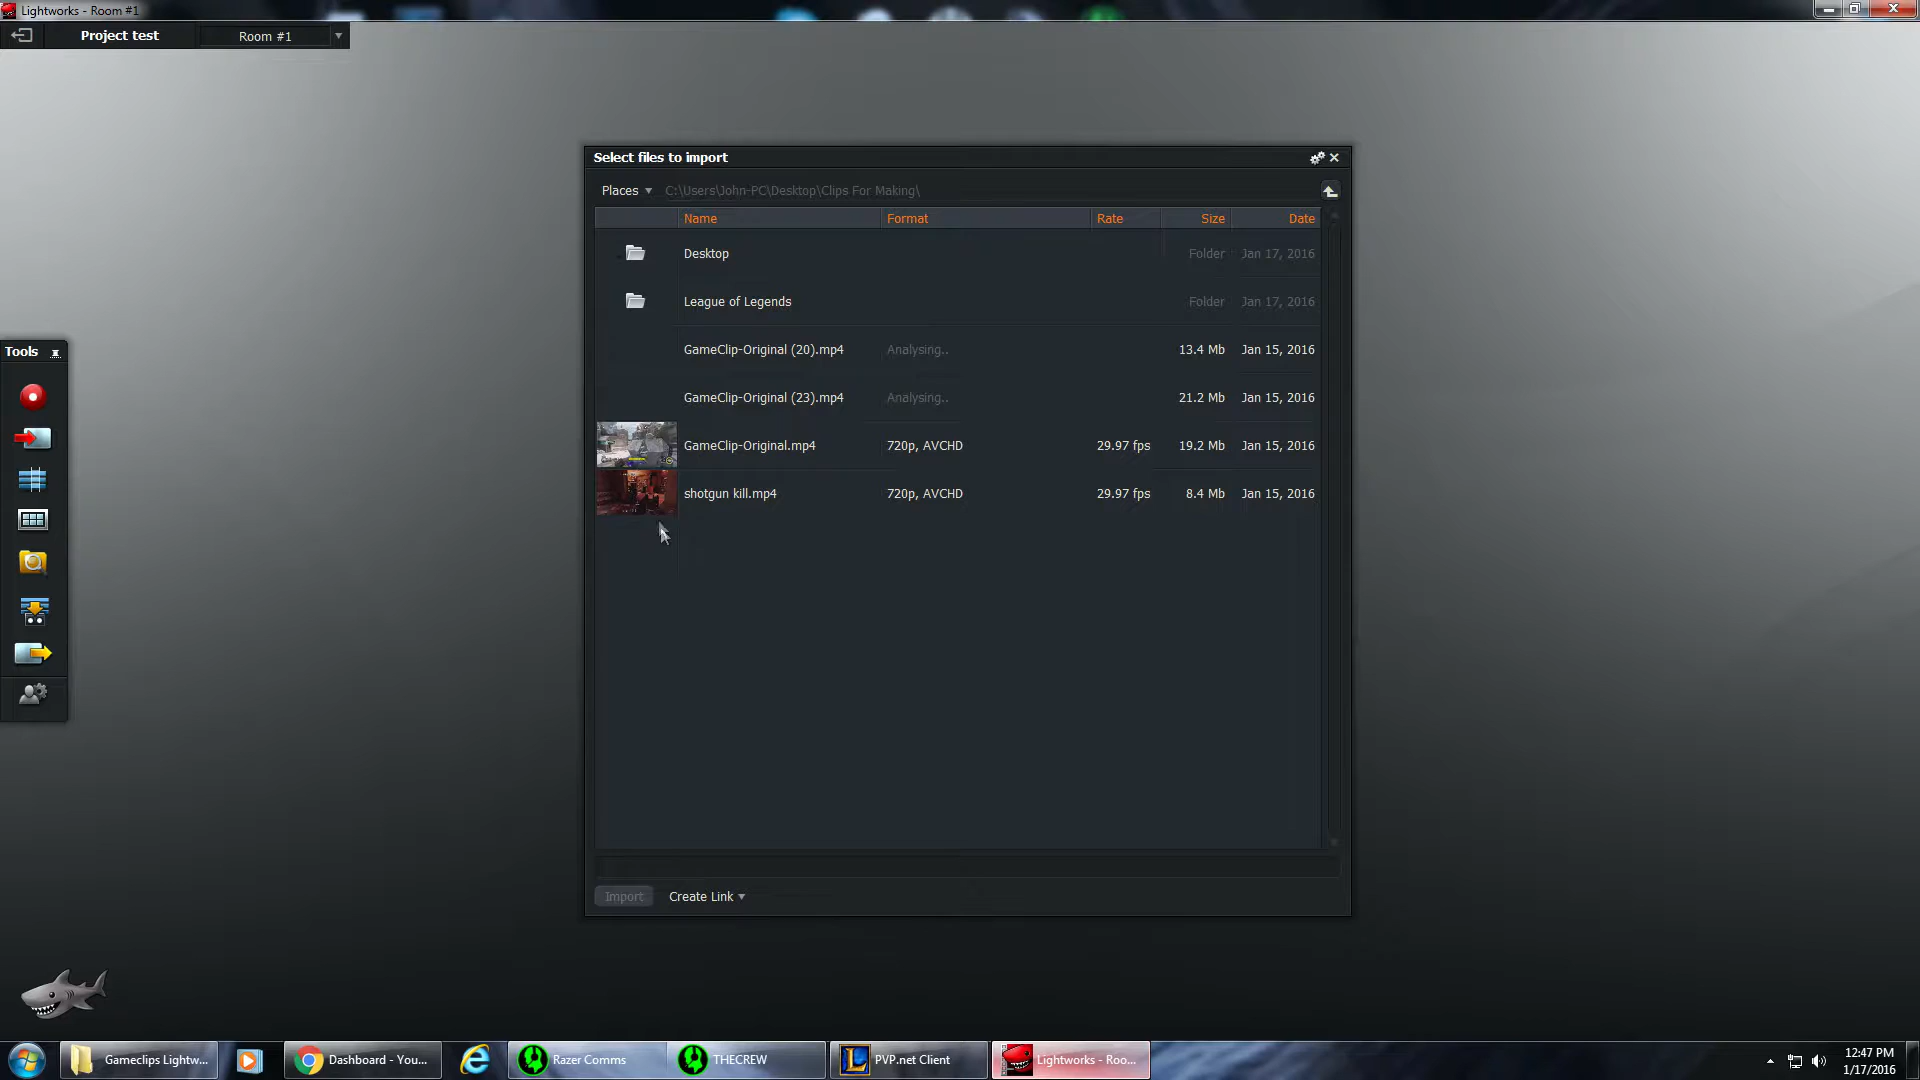 Lightworks - Room #1
Project test
Room #1
Select files to import
Places
C:\Users\John-PC\Desktop\Clips For Making\
Name Format Rate Size Date
Desktop Folder Jan 17, 2016
League of Legends Folder Jan 17, 2016
GameClip-Original (20).mp4 Analysing.. 13.4 Mb Jan 15, 2016
GameClip-Original (23).mp4 Analysing.. 21.2 Mb Jan 15, 2016
GameClip-Original.mp4 720p, AVCHD 29.97 fps 19.2 Mb Jan 15, 2016
shotgun kill.mp4 720p, AVCHD 29.97 fps 8.4 Mb Jan 15, 2016
Tools
Import Create Link
Gameclips Lightw...
Dashboard - You...
Razer Comms
THECREW
PVP.net Client
Lightworks - Roo...
12:47 PM
1/17/2016